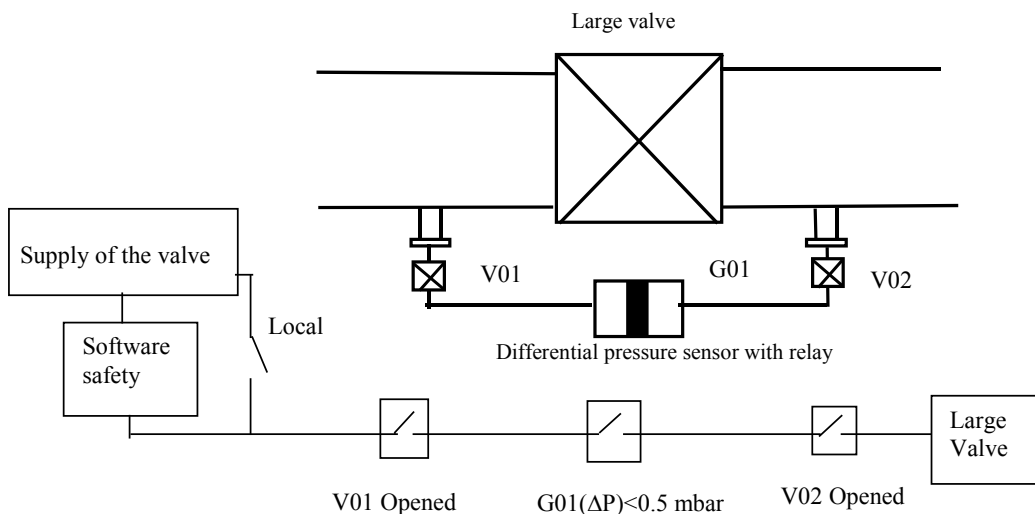 Large valve
Supply of the valve
V01
G01
V02
Software
safety
Local
Differential pressure sensor with relay
Large
Valve
V01 Opened
G01(ΔP)<0.5 mbar
V02 Opened